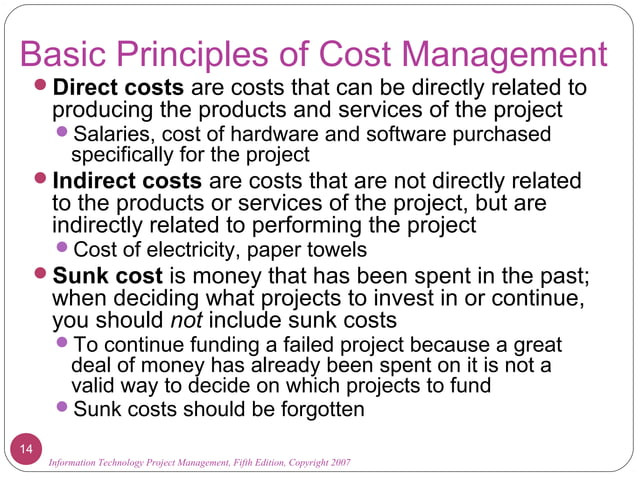 Basic Principles of Cost Management
Direct costs are costs that can be directly related to
producing the products and services of the project
Salaries, cost of hardware and software purchased
specifically for the project
Indirect costs are costs that are not directly related
to the products or services of the project, but are
indirectly related to performing the project
Cost of electricity, paper towels
Sunk cost is money that has been spent in the past;
when deciding what projects to invest in or continue,
you should not include sunk costs
To continue funding a failed project because a great
deal of money has already been spent on it is not a
valid way to decide on which projects to fund
Sunk costs should be forgotten
14
Information Technology Project Management, Fifth Edition, Copyright 2007